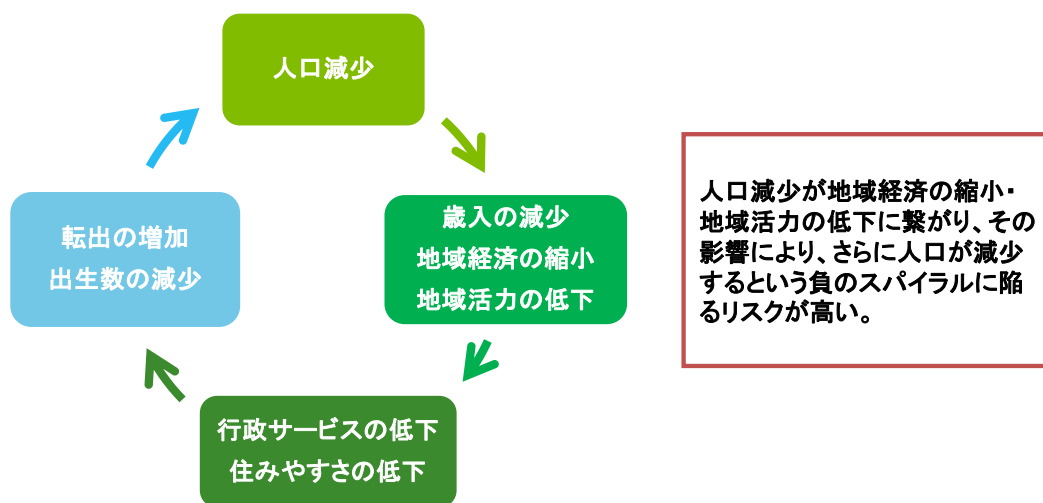 人口減少
歳入の減少
地域経済の縮小
地域活力の低下
行政サービスの低下
住みやすさの低下
転出の増加
出生数の減少
人口減少が地域経済の縮小・
地域活力の低下に繋がり、その
影響により、さらに人口が減少
するという負のスパイラルに陥
るリスクが高い。